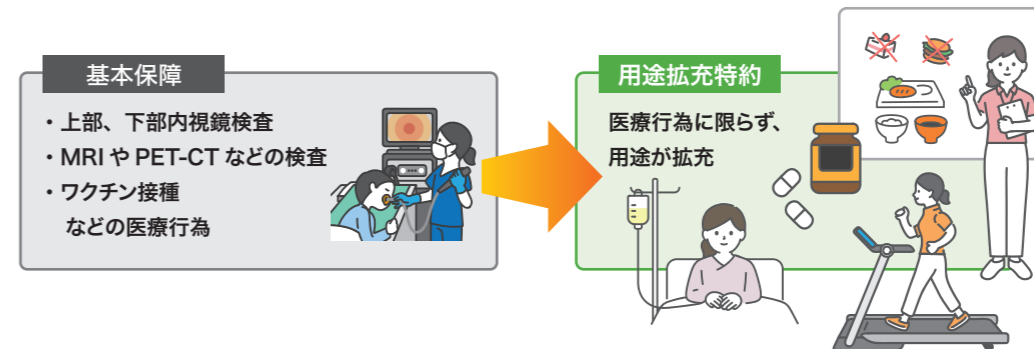 基本保障
・上部、下部内視鏡検査
・MRI や PET-CT などの検査
・ワクチン接種
などの医療行為
用途拡充特約
医療行為に限らず、
用途が拡充